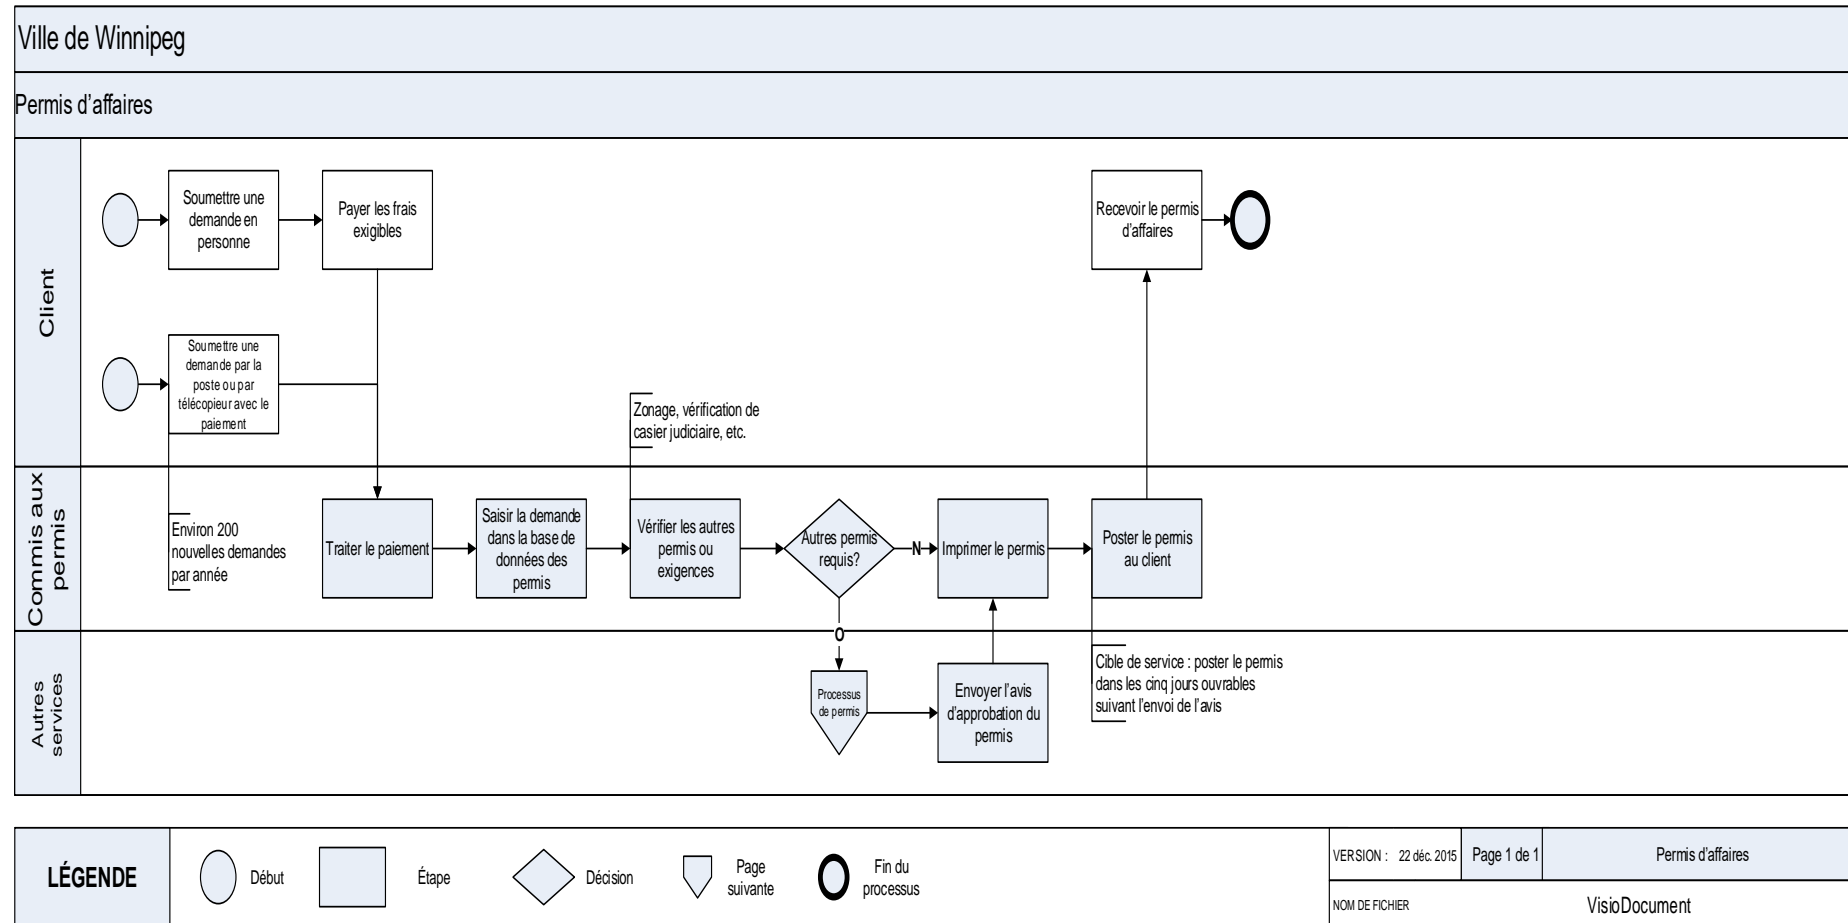 Ville de Winnipeg
Permis d'affaires
Client
Soumettre une
demande en
personne
Payer les frais
exigibles
Recevoir le permis
d'affaires
Soumettre une
demande par la
poste ou par
télécopieur avec le
paiement
Zonage, vérification de
casier judiciaire, etc.
Commis aux
permis
Environ 200
nouvelles demandes
par année
Traiter le paiement
Saisir la demande
dans la base de
données des
permis
Vérifier les autres
permis ou
exigences
Autres permis
requis?
N
Imprimer le permis
Poster le permis
au client
O
Autres
services
Processus
de permis
Envoyer l'avis
d'approbation du
permis
Cible de service : poster le permis
dans les cinq jours ouvrables
suivant l'envoi de l'avis
LÉGENDE
Début
Étape
Décision
Page
suivante
Fin du
processus
VERSION : 22 déc. 2015
Page 1 de 1
Permis d'affaires
NOM DE FICHIER
VisioDocument